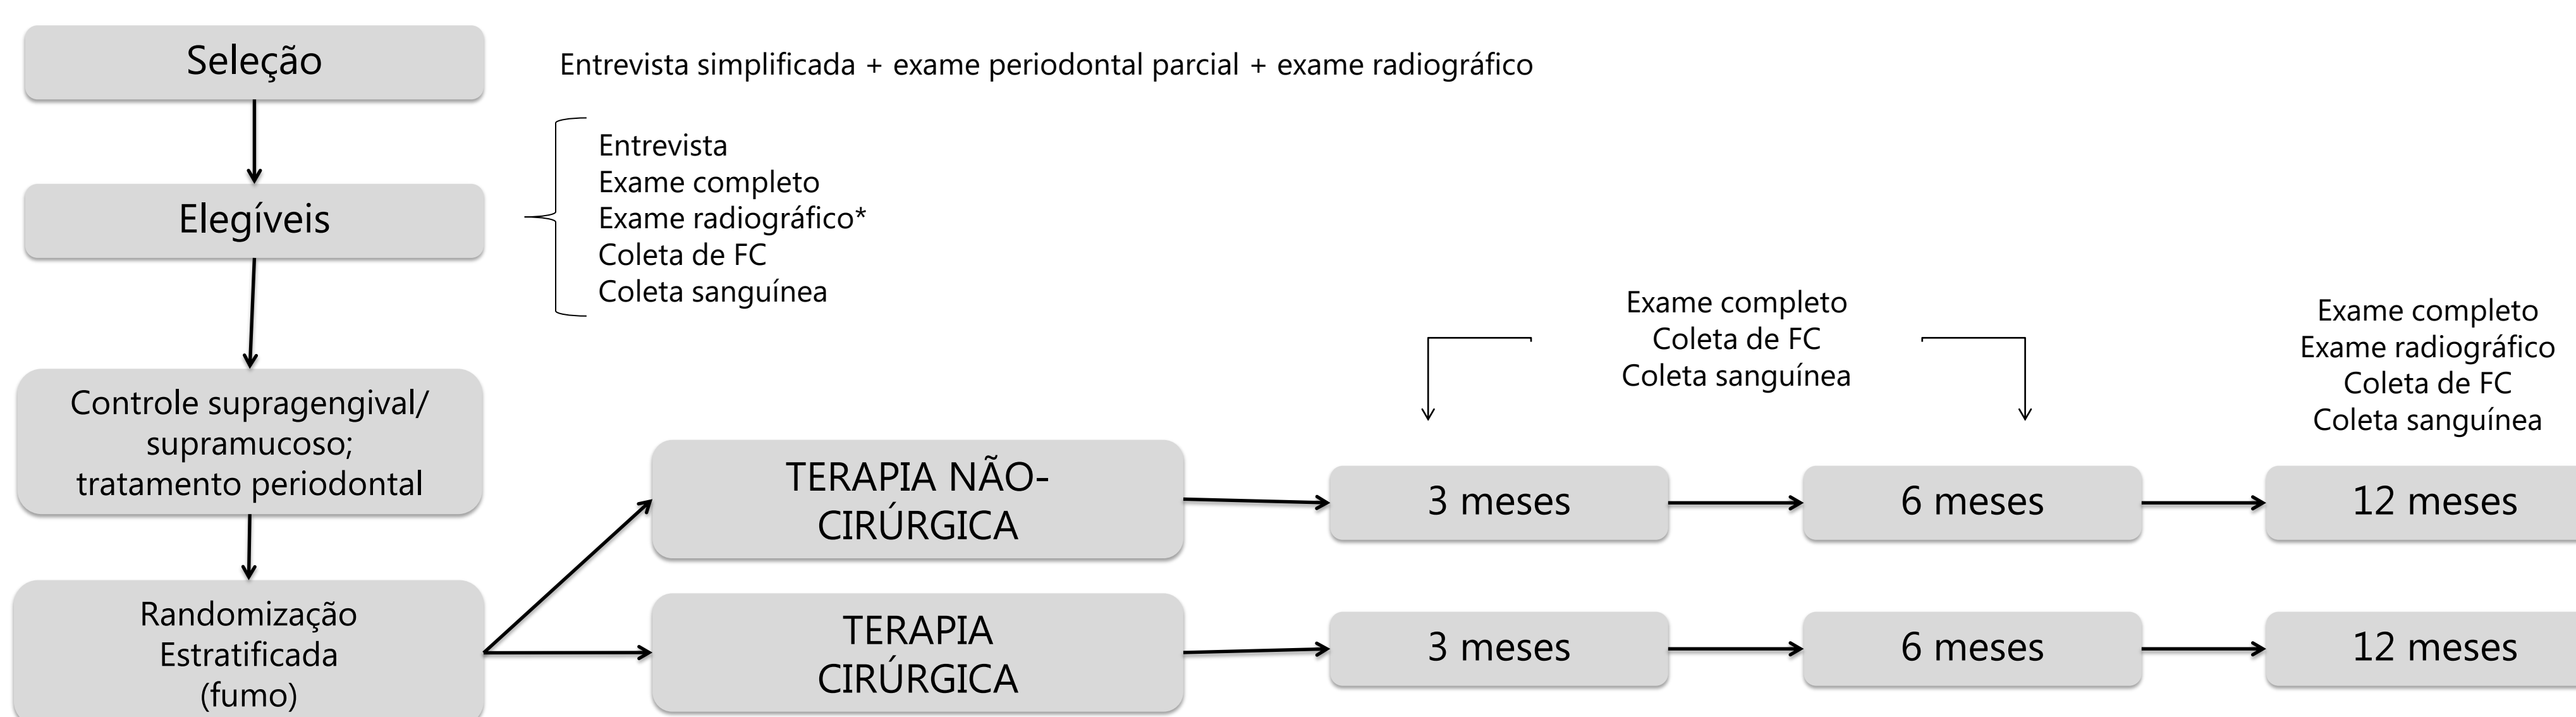 Seleção
Entrevista simplificada + exame periodontal parcial + exame radiográfico
Elegíveis
Entrevista
Exame completo
Exame radiográfico*
Coleta de FC
Coleta sanguínea
Controle supragengival/
supramucoso;
tratamento periodontal
Randomização
Estratificada
(fumo)
TERAPIA NÃO-
CIRÚRGICA
TERAPIA
CIRÚRGICA
Exame completo
Coleta de FC
Coleta sanguínea
Exame completo
Exame radiográfico
Coleta de FC
Coleta sanguínea
3 meses
6 meses
12 meses
3 meses
6 meses
12 meses